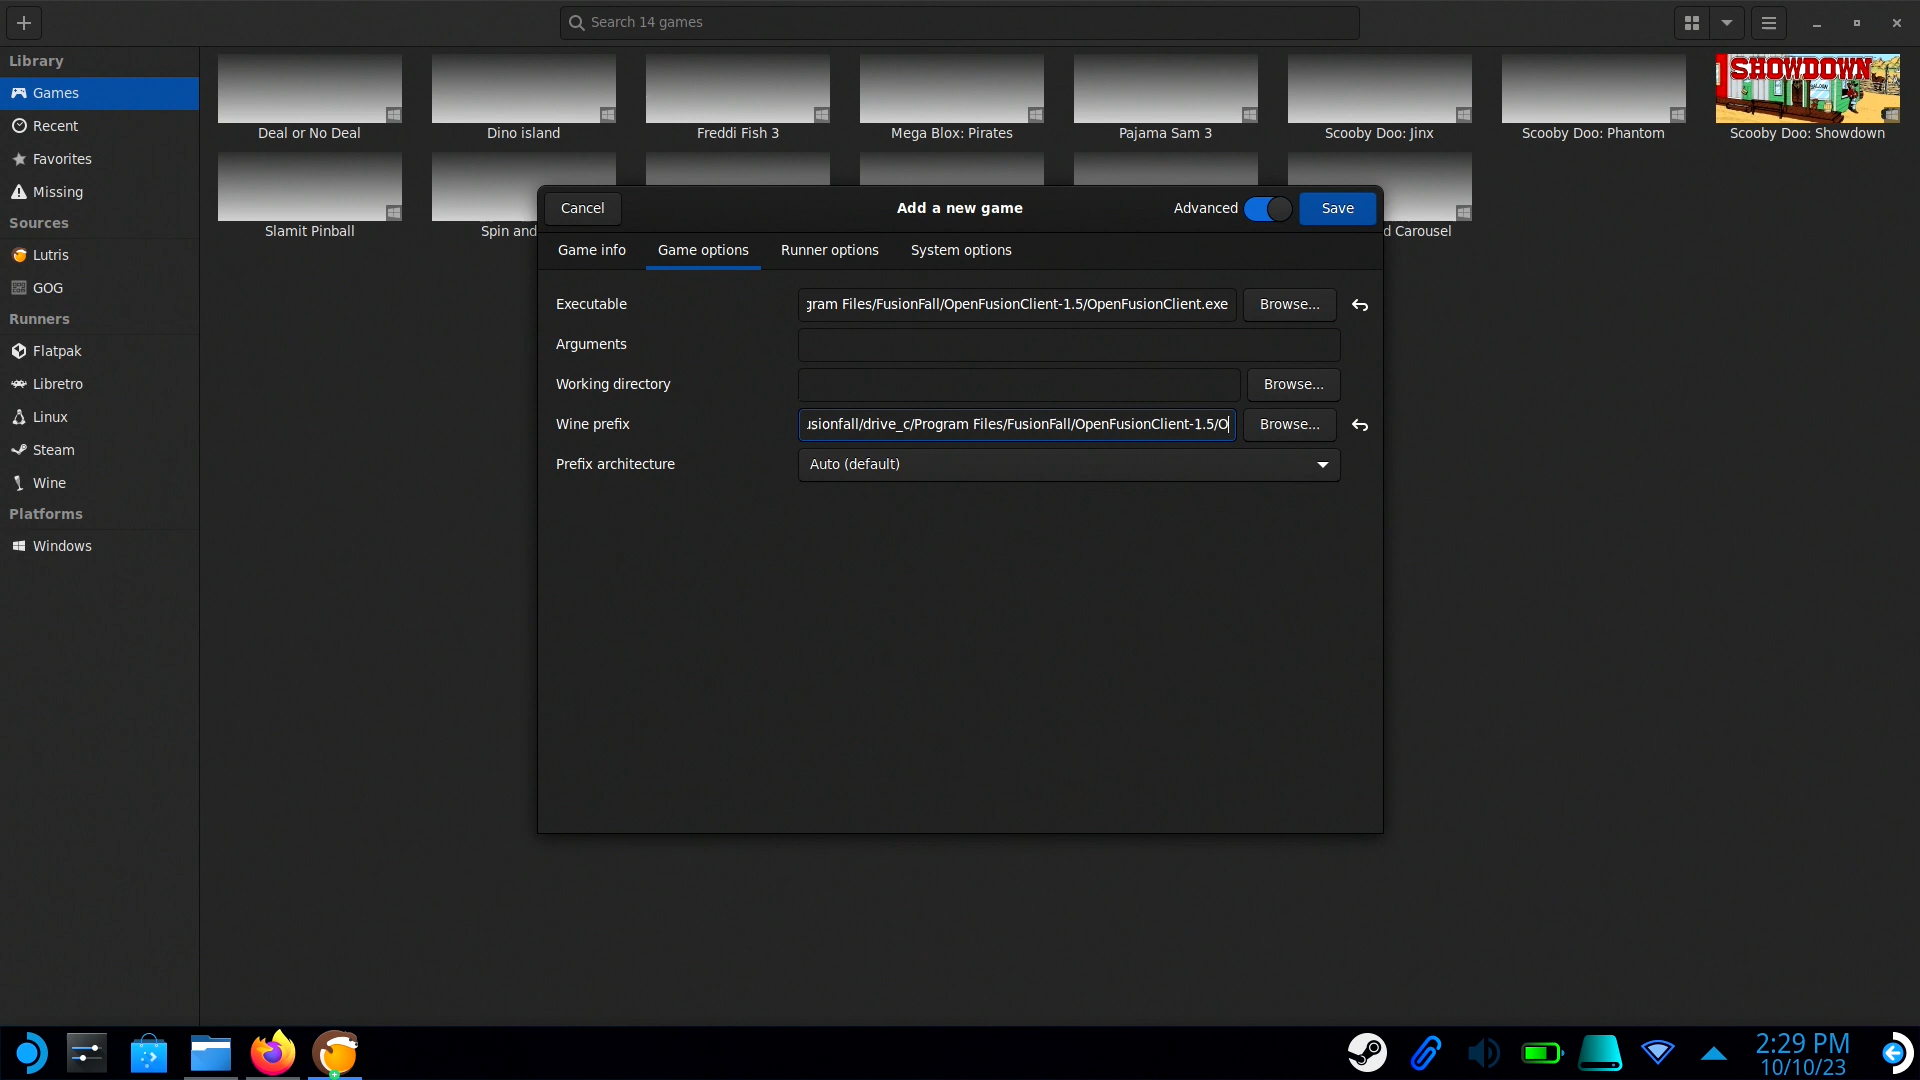 Search 14 games
Library
Games
Recent
Favorites
Missing
Sources
Lutris
GOG
Runners
Flatpak
Libretro
Linux
Steam
Wine
Platforms
Windows
Deal or No Deal
Dino island
Freddi Fish 3
Mega Blox: Pirates
Pajama Sam 3
Scooby Doo: Jinx
Scooby Doo: Phantom
SHOWDOWN
Scooby Doo: Showdown
Slamit Pinball
Spin and
d Carousel
Cancel
Add a new game
Advanced
Save
Game info
Game options
Runner options
System options
Executable
gram Files/FusionFall/OpenFusionClient-1.5/OpenFusionClient.exe
Browse...
Arguments
Working directory
Browse...
Wine prefix
usionfall/drive_c/Program Files/FusionFall/OpenFusionClient-1.5/O
Browse...
Prefix architecture
Auto (default)
2:29 PM
10/10/23